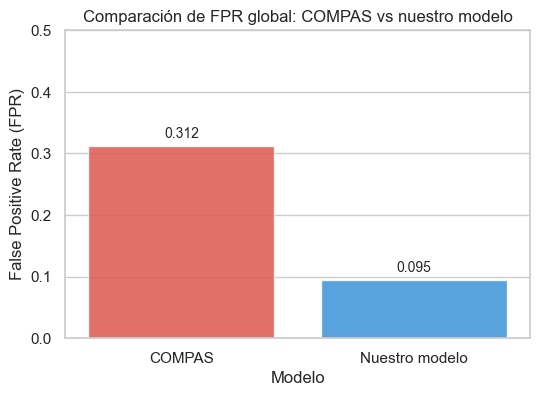 Comparación de FPR global: COMPAS vs nuestro modelo
0.5
0.4
0.3
0.2
0.1
0.0
False Positive Rate (FPR)
0.312
0.095
COMPAS
Nuestro modelo
Modelo